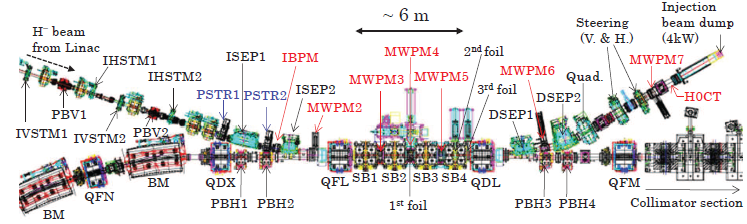 ~ 6 m
Injection
beam dump
(4kW)
H⁻ beam
from Linac
IHSTM1
ISEP1
IBPM
MWPM4
2nd foil
Steering
(V. & H.)
MWPM7
IHSTM2
PSTR1
PSTR2
ISEP2
MWPM3
MWPM5
MWPM6
Quad.
H0CT
MWPM2
3rd foil
DSEP2
DSEP1
IVSTM1
PBV1
IVSTM2
PBV2
BM
QFN
BM
QDX
PBH1
PBH2
QFL
SB1
SB2
SB3
SB4
QDL
PBH3
PBH4
QFM
Collimator section
1st foil